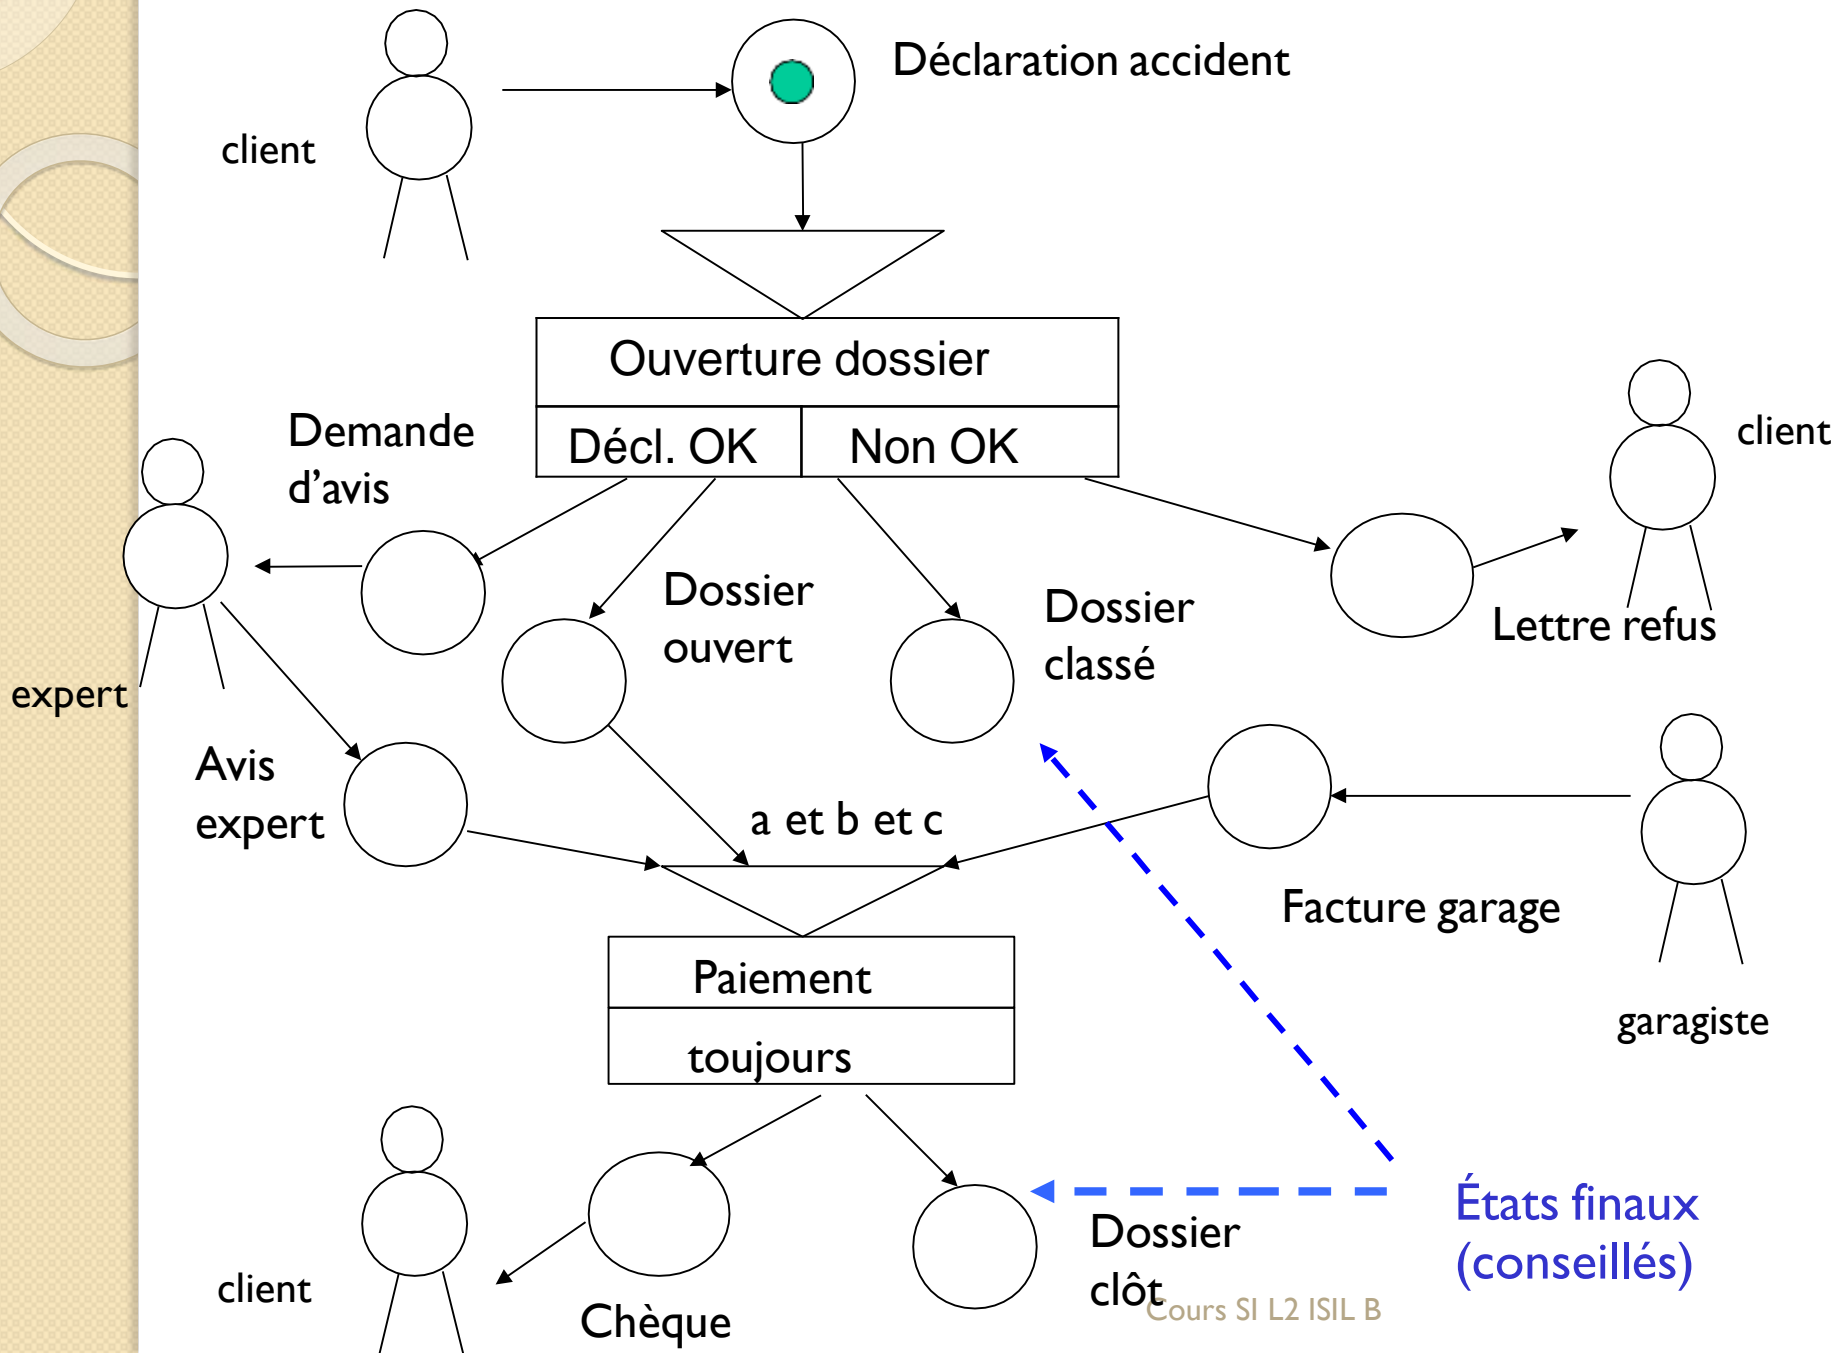 Déclaration accident
client
Ouverture dossier
Décl. OK
Non OK
Demande
d'avis
client
Dossier
ouvert
Dossier
classé
Lettre refus
expert
Avis
expert
a et b et c
Facture garage
Paiement
toujours
garagiste
États finaux
(conseillés)
Dossier
clôt
client
Chèque
Cours SI L2 ISIL B